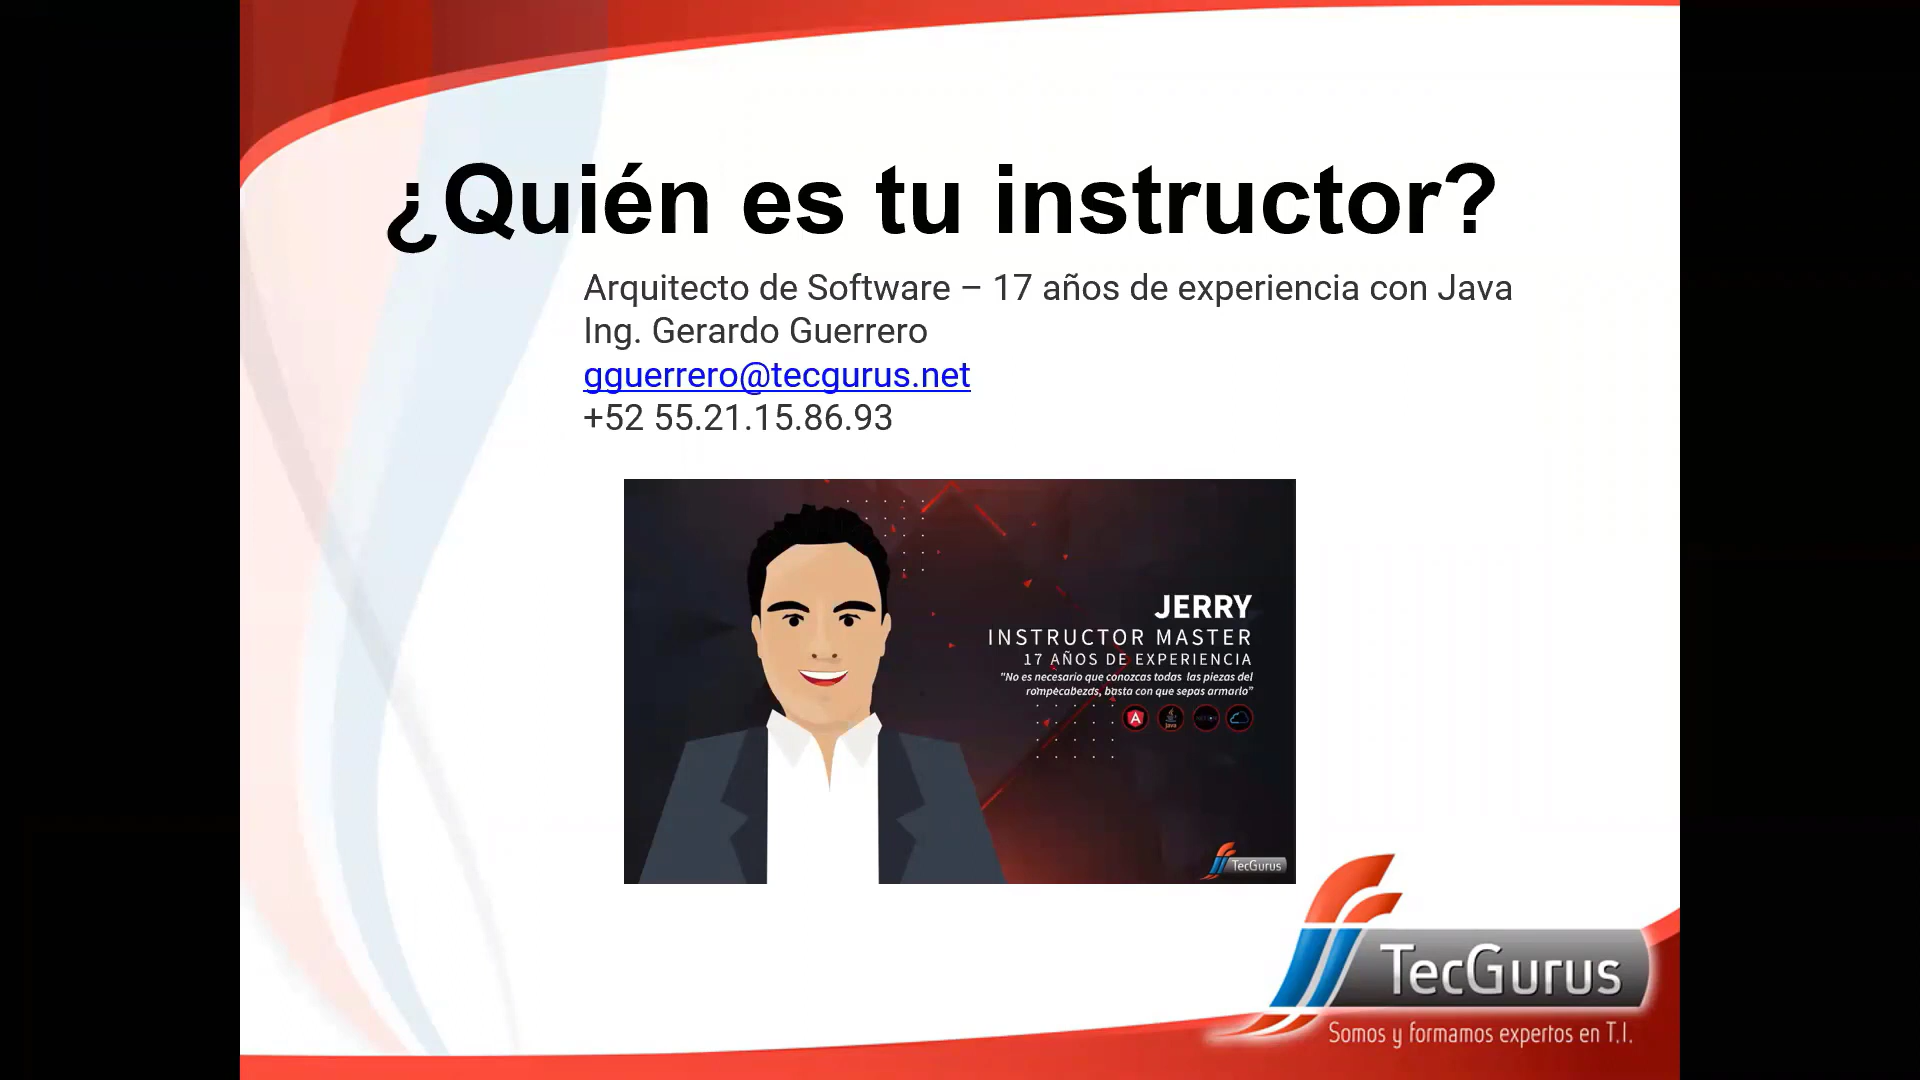 ¿Quién es tu instructor?
Arquitecto de Software – 17 años de experiencia con Java
Ing. Gerardo Guerrero
gguerrero@tecgurus.net
+52 55.21.15.86.93
JERRY
INSTRUCTOR MASTER
17 AÑOS DE EXPERIENCIA
"No es necesario que conozcas todas las piezas del
rompecabezas, basta con que sepas armarlo"
A
Java
TecGurus
TecGurus
Somos y formamos expertos en T.I.